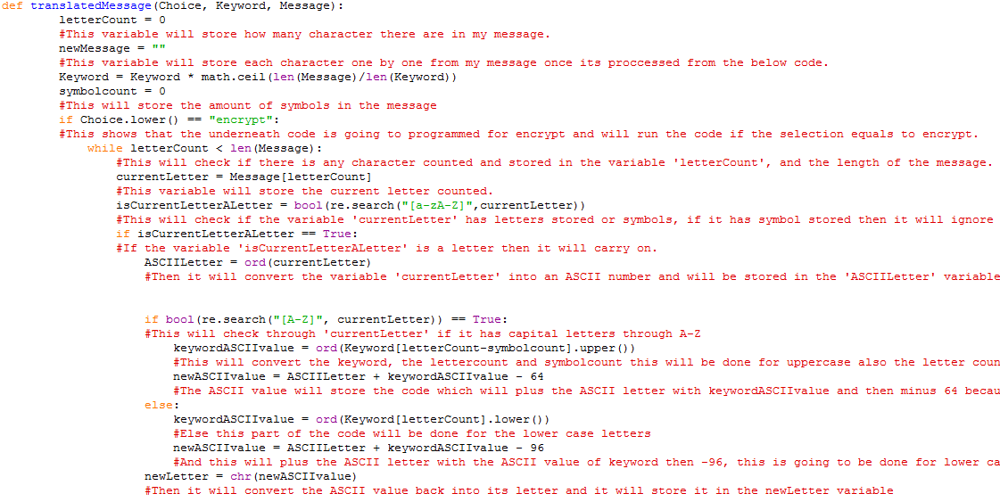 def translatedMessage(Choice, Keyword, Message):
letterCount = 0
#This variable will store how many character there are in my message.
newMessage = ""
#This variable will store each character one by one from my message once its proccessed from the below code.
Keyword = Keyword * math.ceil(len(Message)/len(Keyword))
symbolcount = 0
#This will store the amount of symbols in the message
if Choice.lower() == "encrypt":
#This shows that the underneath code is going to programmed for encrypt and will run the code if the selection equals to encrypt.
while letterCount < len(Message):
#This will check if there is any character counted and stored in the variable 'letterCount', and the length of the message.
currentLetter = Message[letterCount]
#This variable will store the current letter counted.
isCurrentLetterALetter = bool(re.search("[a-zA-Z]",currentLetter))
#This will check if the variable 'currentLetter' has letters stored or symbols, if it has symbol stored then it will ignore
if isCurrentLetterALetter == True:
#If the variable 'isCurrentLetterALetter' is a letter then it will carry on.
ASCIILetter = ord(currentLetter)
#Then it will convert the variable 'currentLetter' into an ASCII number and will be stored in the 'ASCIILetter' variable
if bool(re.search("[A-Z]", currentLetter)) == True:
#This will check through 'currentLetter' if it has capital letters through A-Z
keywordASCIIvalue = ord(Keyword[letterCount-symbolcount].upper())
#This will convert the keyword, the lettercount and symbolcount this will be done for uppercase also the letter coun
newASCIIvalue = ASCIILetter + keywordASCIIvalue - 64
#The ASCII value will store the code which will plus the ASCII letter with keywordASCIIvalue and then minus 64 becau
else:
keywordASCIIvalue = ord(Keyword[letterCount].lower())
#Else this part of the code will be done for the lower case letters
newASCIIvalue = ASCIILetter + keywordASCIIvalue - 96
#And this will plus the ASCII letter with the ASCII value of keyword then -96, this is going to be done for lower ca
newLetter = chr(newASCIIvalue)
#Then it will convert the ASCII value back into its letter and it will store it in the newLetter variable